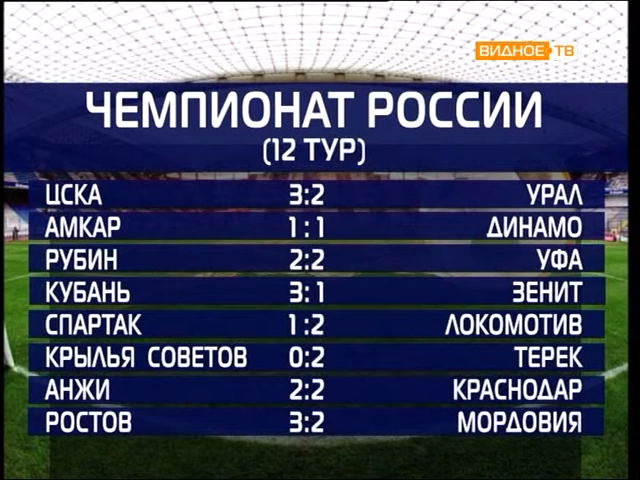 ВИДНОЕ ТВ
ЧЕМПИОНАТ РОССИИ
(12 ТУР)
ЦСКА 3:2 УРАЛ
АМКАР 1:1 ДИНАМО
РУБИН 2:2 УФА
КУБАНЬ 3:1 ЗЕНИТ
СПАРТАК 1:2 ЛОКОМОТИВ
КРЫЛЬЯ СОВЕТОВ 0:2 ТЕРЕК
АНЖИ 2:2 КРАСНОДАР
РОСТОВ 3:2 МОРДОВИЯ